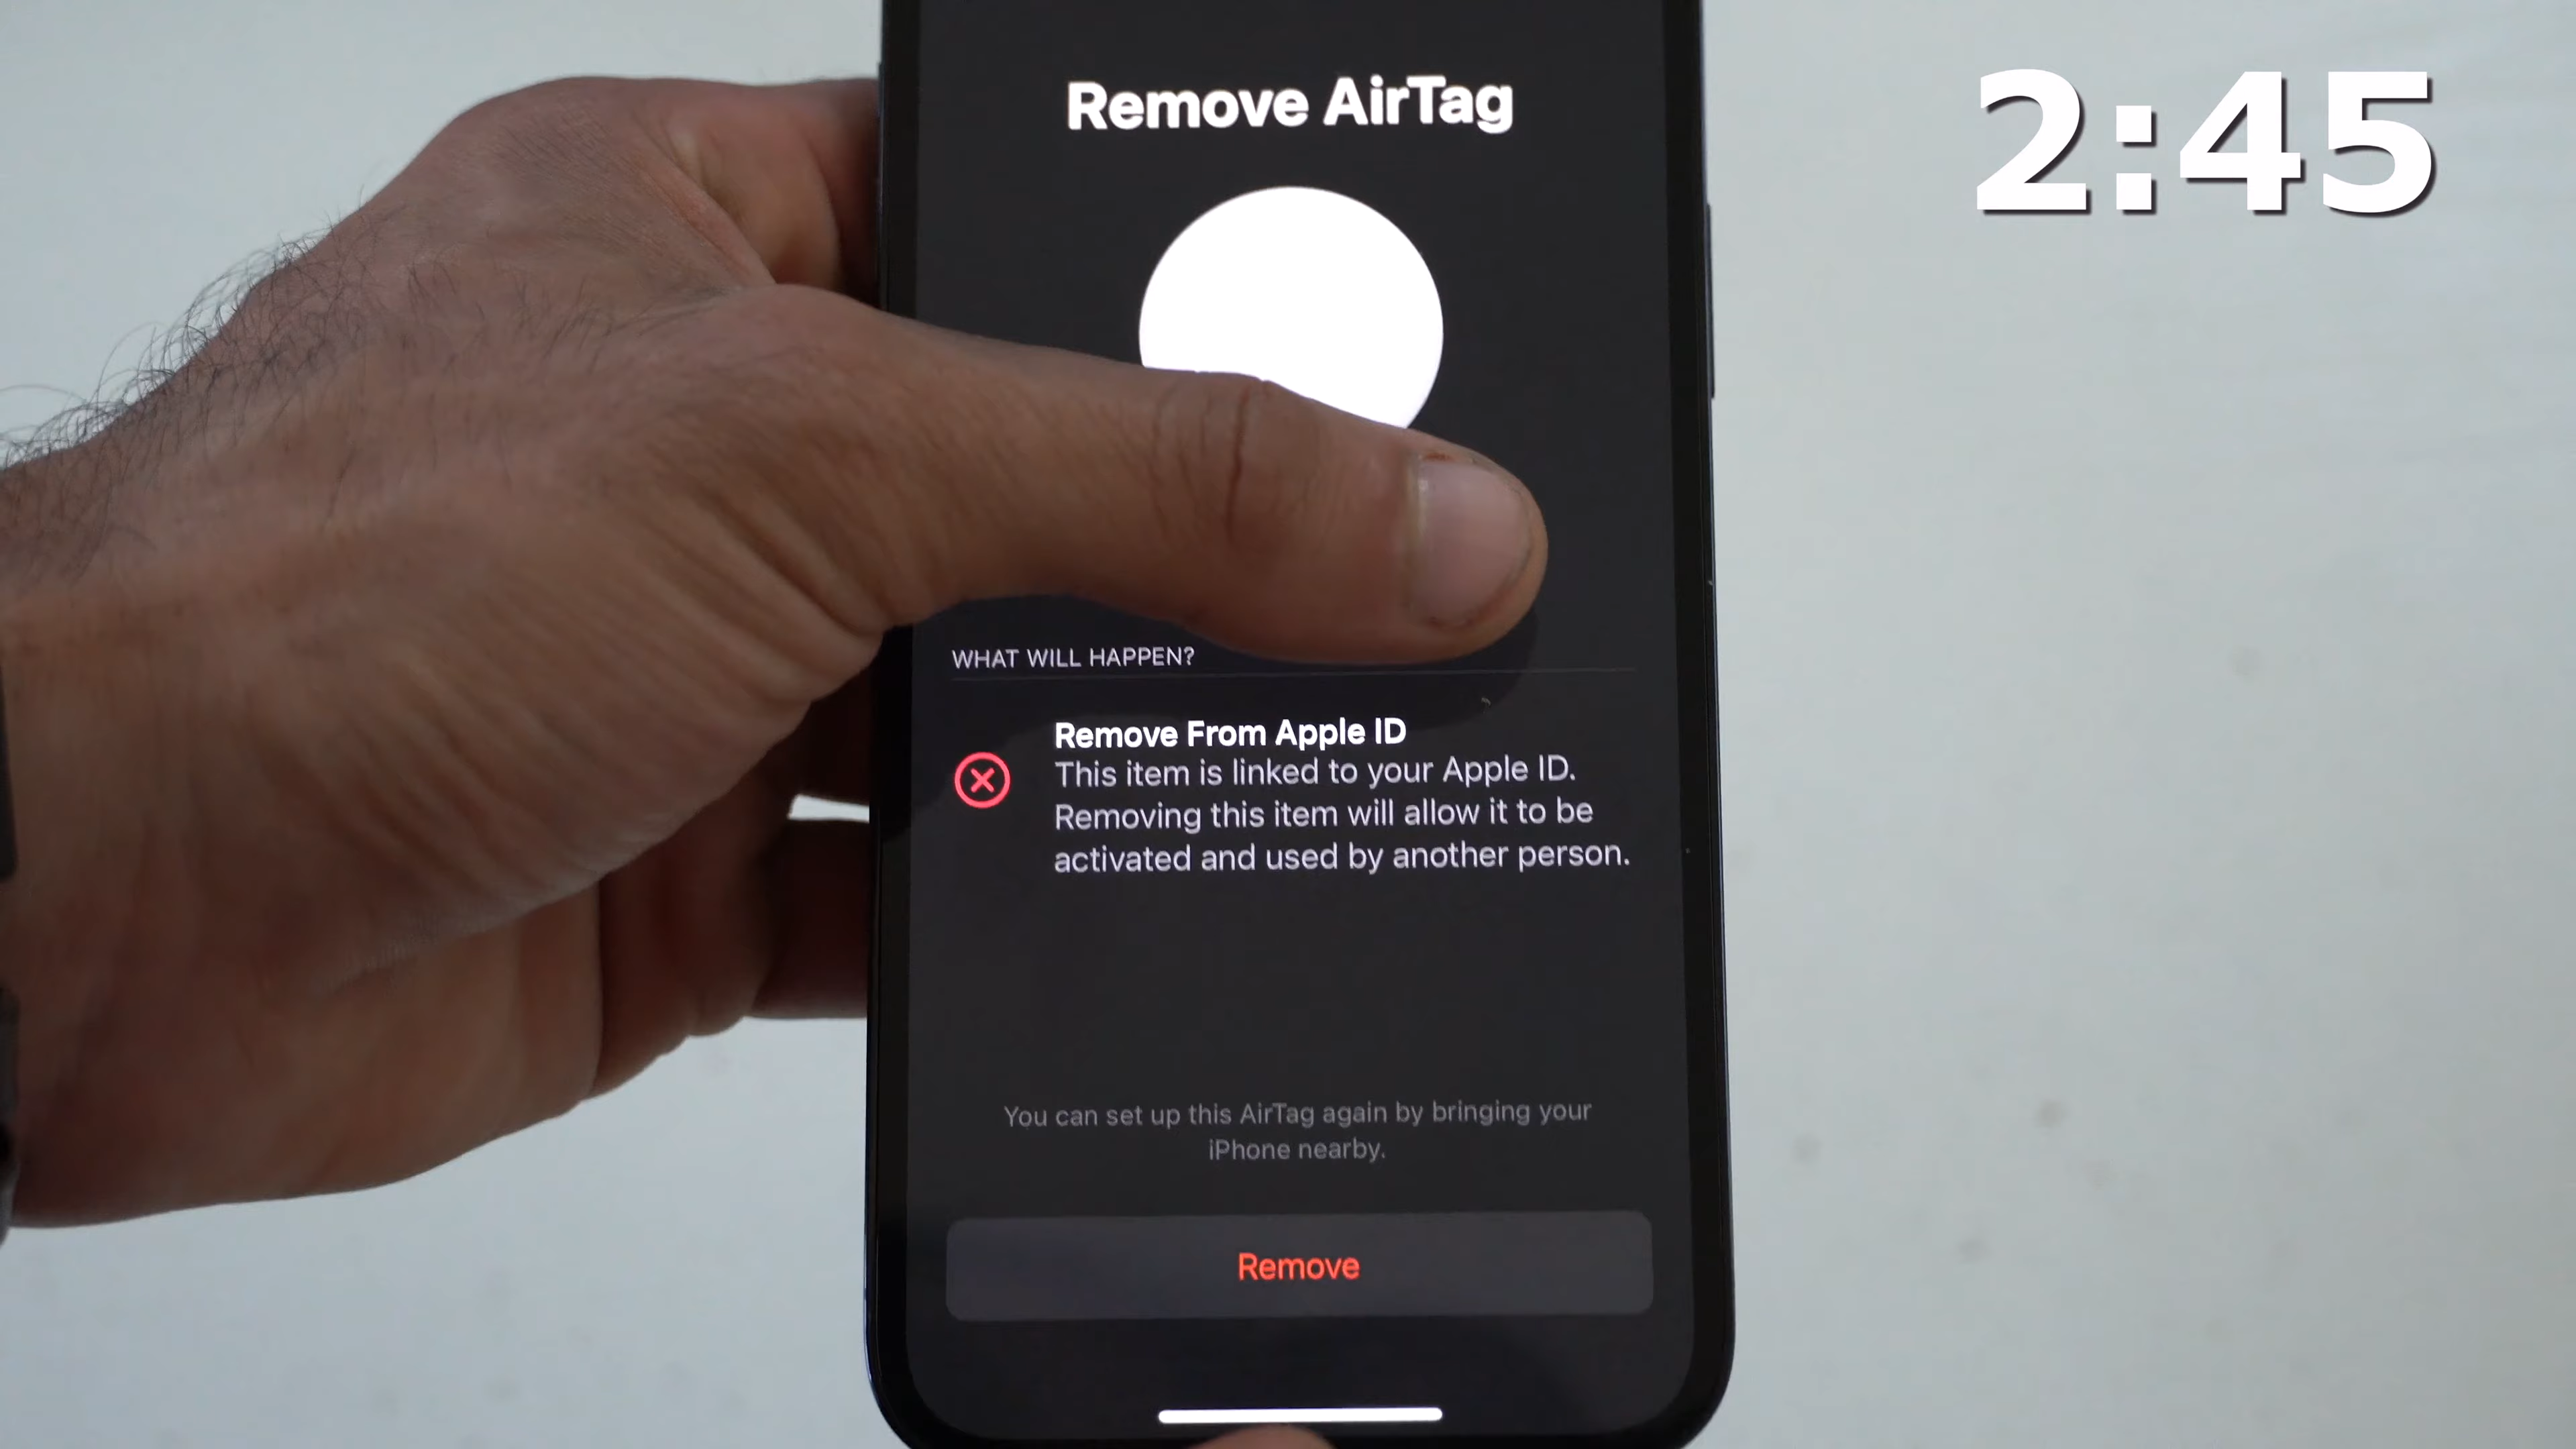 2:45
Remove AirTag
WHAT WILL HAPPEN?
Remove From Apple ID
This item is linked to your Apple ID.
Removing this item will allow it to be
activated and used by another person.
You can set up this AirTag again by bringing your
iPhone nearby.
Remove